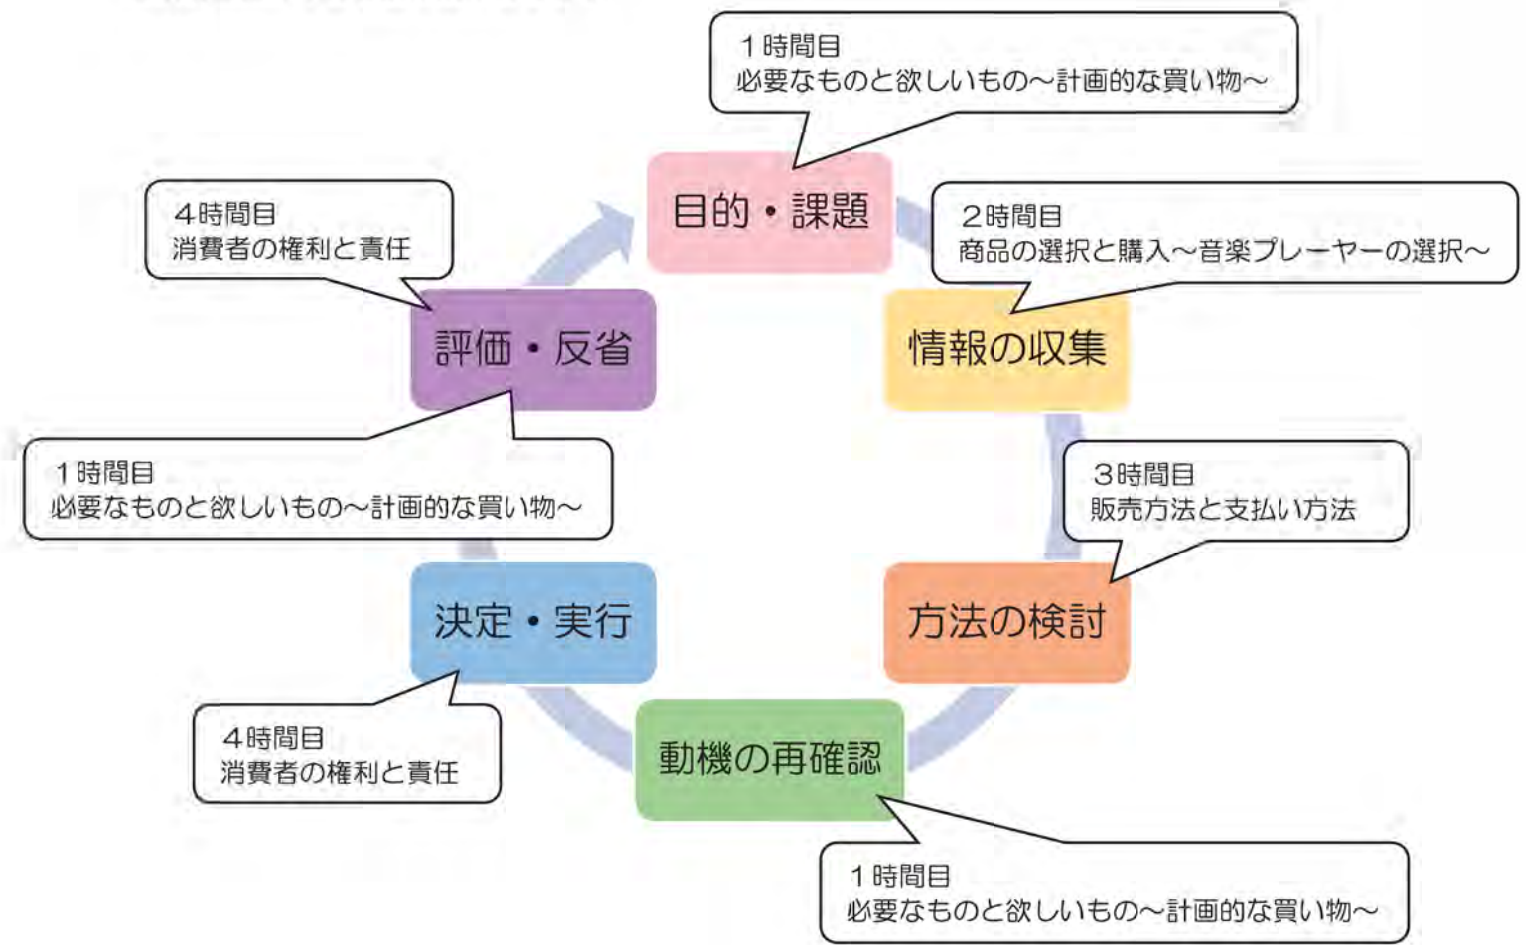 １時間目
必要なものと欲しいもの～計画的な買い物～
目的・課題
４時間目
消費者の権利と責任
２時間目
商品の選択と購入～音楽プレーヤーの選択～
評価・反省
情報の収集
１時間目
必要なものと欲しいもの～計画的な買い物～
３時間目
販売方法と支払い方法
決定・実行
方法の検討
４時間目
消費者の権利と責任
動機の再確認
１時間目
必要なものと欲しいもの～計画的な買い物～